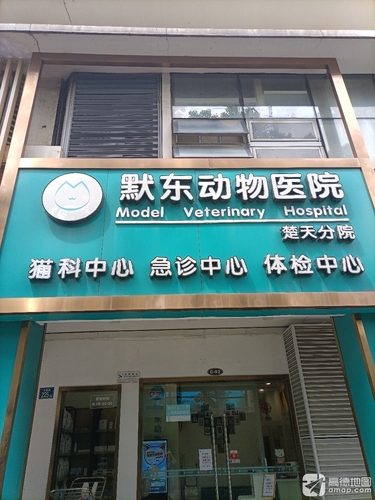 默东动物医院
Model Veterinary Hospital
楚天分院
猫科中心 急诊中心 体检中心
高德地图
amap.com